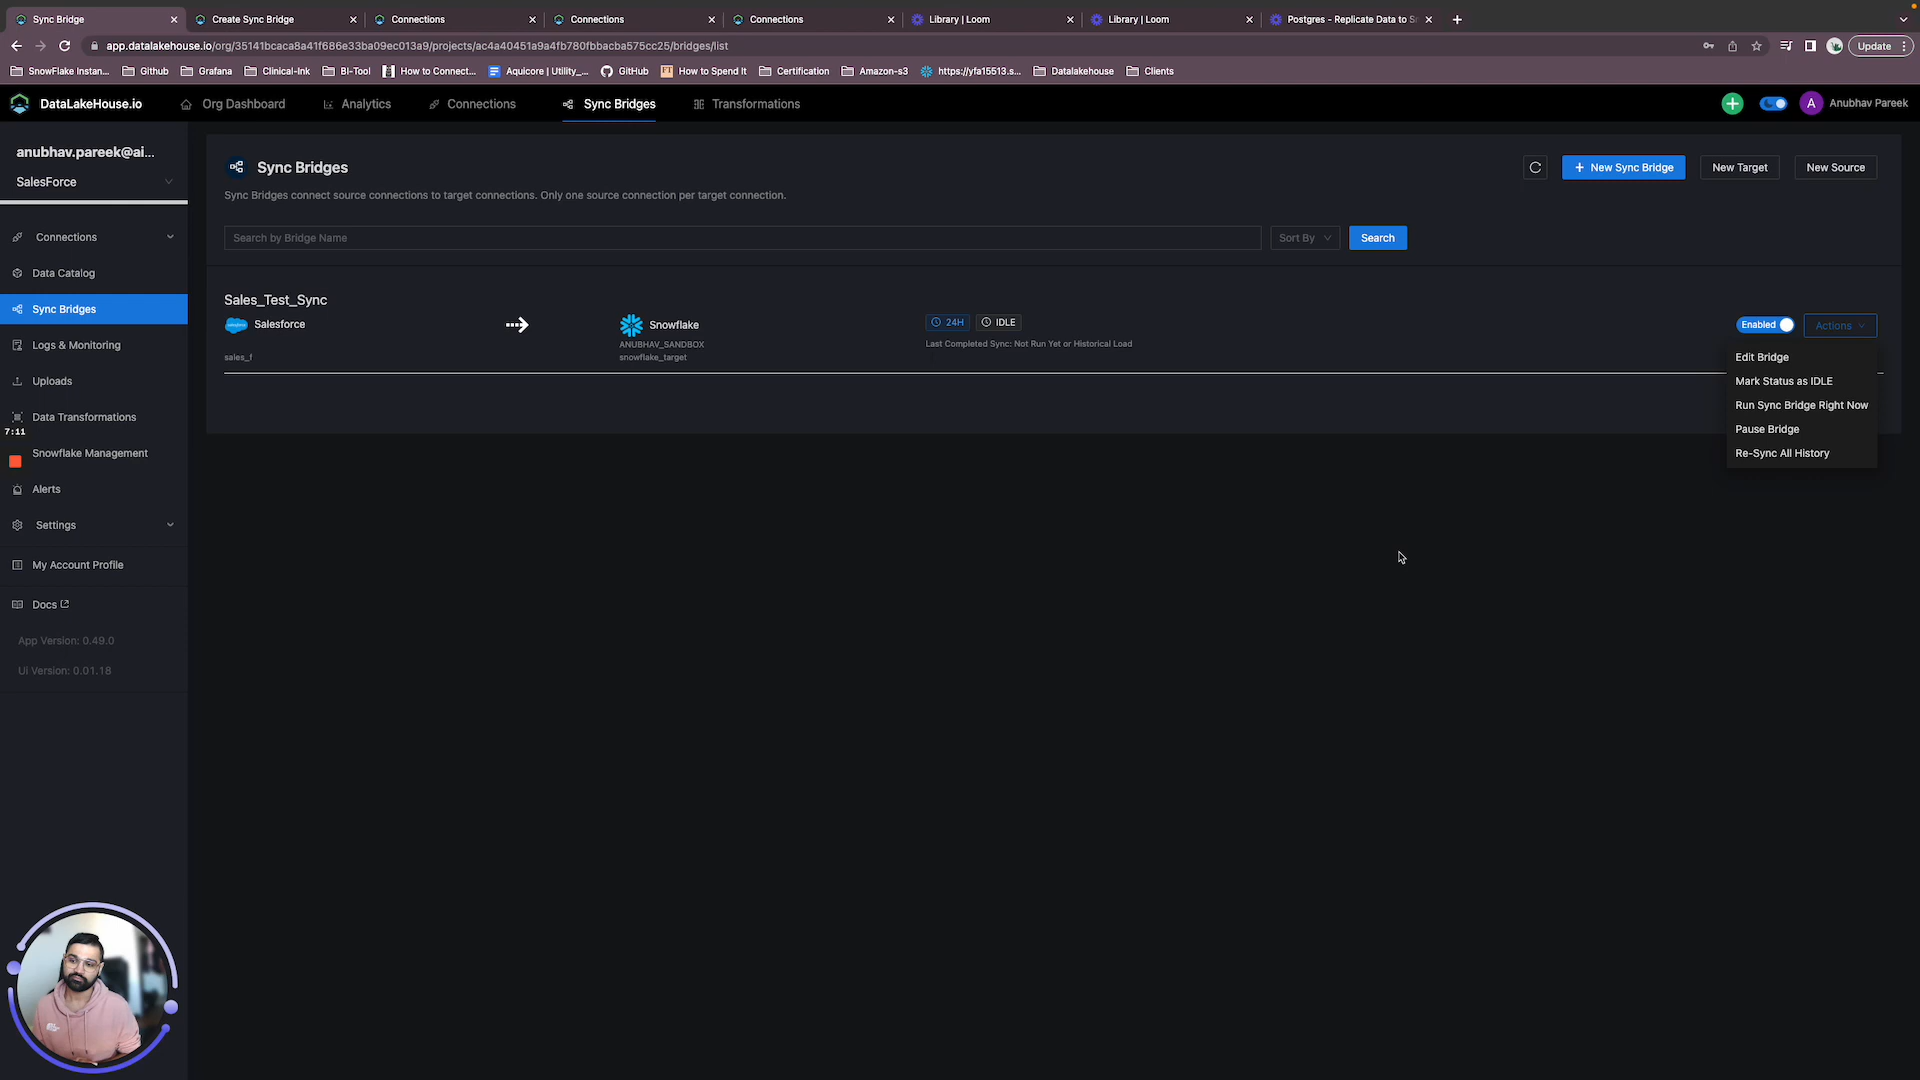 Sync Bridge
Create Sync Bridge
Connections
Connections
Connections
Library | Loom
Library | Loom
Postgres - Replicate Data to Sn
app.datalakehouse.io/org/35141bcaca8a41f686e33ba09ec013a9/projects/ac4a40451a9a4fb780fbbacba575cc25/bridges/list
Update
SnowFlake Instan...
Github
Grafana
Clinical-Ink
BI-Tool
How to Connect...
Aquicore | Utility_...
GitHub
FT
How to Spend It
Certification
Amazon-s3
https://yfa15513.s...
Datalakehouse
Clients
DataLakeHouse.io
Org Dashboard
Analytics
Connections
Sync Bridges
Transformations
A
Anubhav Pareek
anubhav.pareek@ai...
SalesForce
Connections
Data Catalog
Sync Bridges
Logs & Monitoring
Uploads
Data Transformations
7:11
Snowflake Management
Alerts
Settings
My Account Profile
Docs
App Version: 0.49.0
UI Version: 0.01.18
Sync Bridges
+ New Sync Bridge
New Target
New Source
Sync Bridges connect source connections to target connections. Only one source connection per target connection.
Search by Bridge Name
Sort By
Search
Sales_Test_Sync
Salesforce
sales_f
Snowflake
ANUBHAV_SANDBOX
snowflake_target
24H
IDLE
Last Completed Sync: Not Run Yet or Historical Load
Enabled
Actions
Edit Bridge
Mark Status as IDLE
Run Sync Bridge Right Now
Pause Bridge
Re-Sync All History